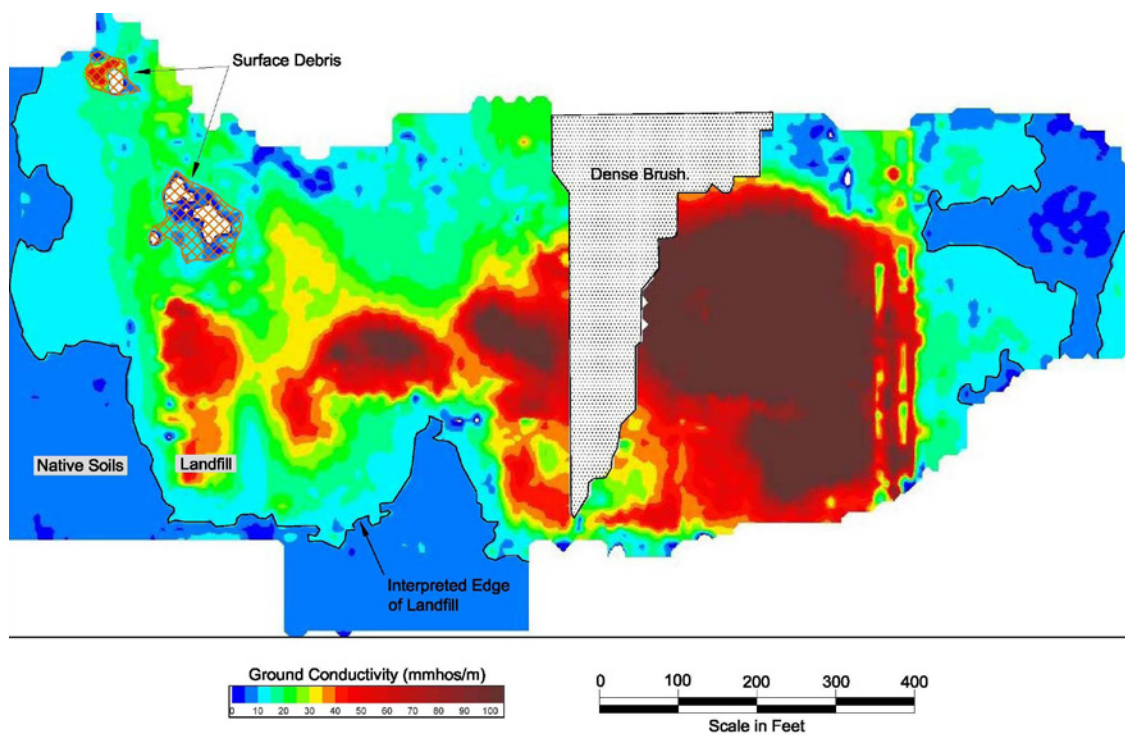 Surface Debris
Dense Brush.
Native Soils
Landfill
Interpreted Edge
of Landfill
Ground Conductivity (mmhos/m)
0 10 20 30 40 50 60 70 80 90 100
0 100 200 300 400
Scale in Feet